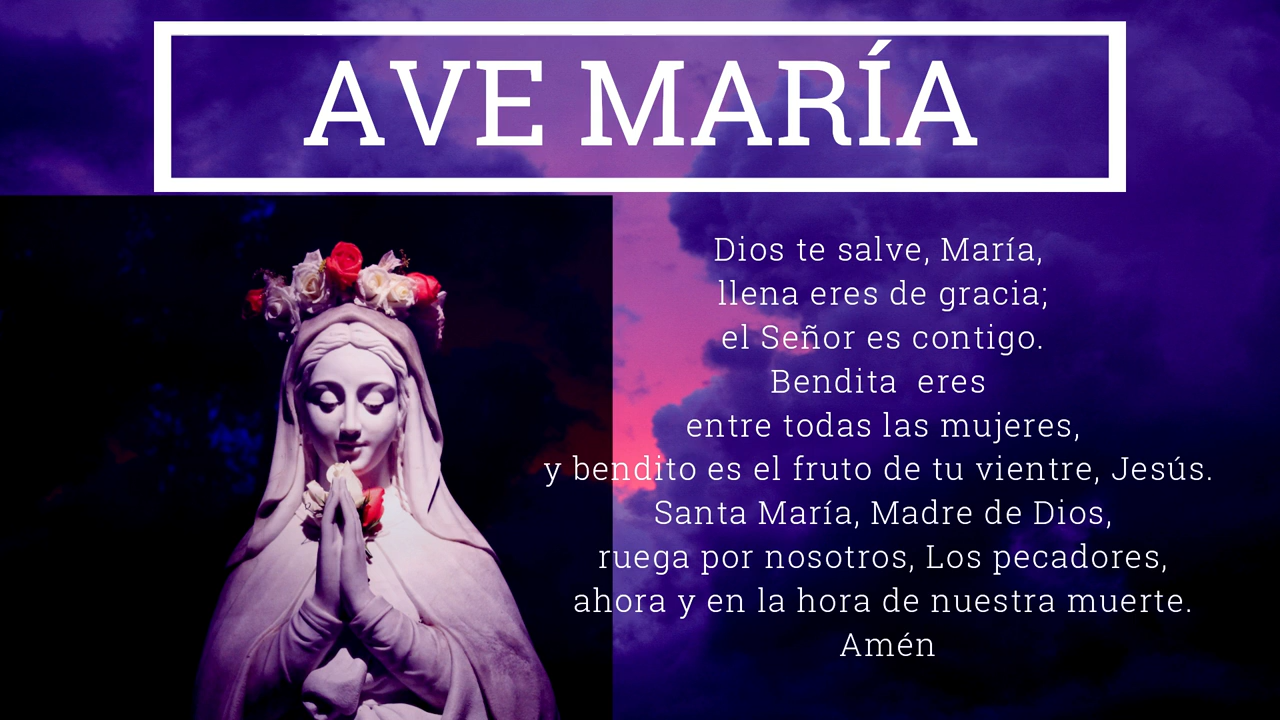 AVE MARÍA
Dios te salve, María,
llena eres de gracia;
el Señor es contigo.
Bendita  eres
entre todas las mujeres,
y bendito es el fruto de tu vientre, Jesús.
Santa María, Madre de Dios,
ruega por nosotros, Los pecadores,
ahora y en la hora de nuestra muerte.
Amén